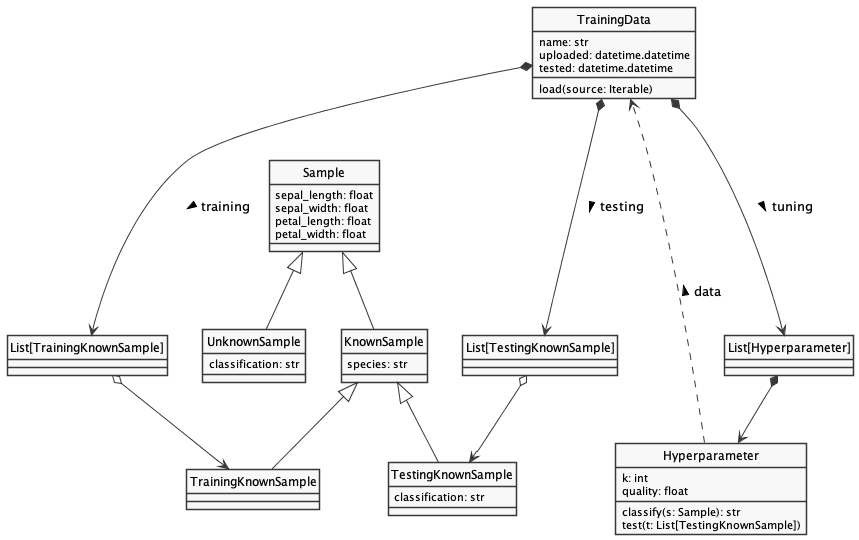 TrainingData
name: str
uploaded: datetime.datetime
tested: datetime.datetime
load(source: Iterable)
Sample
sepal_length: float
sepal_width: float
petal_length: float
petal_width: float
training
testing
tuning
data
List[TrainingKnownSample]
UnknownSample
classification: str
KnownSample
species: str
List[TestingKnownSample]
List[Hyperparameter]
TrainingKnownSample
TestingKnownSample
classification: str
Hyperparameter
k: int
quality: float
classify(s: Sample): str
test(t: List[TestingKnownSample])